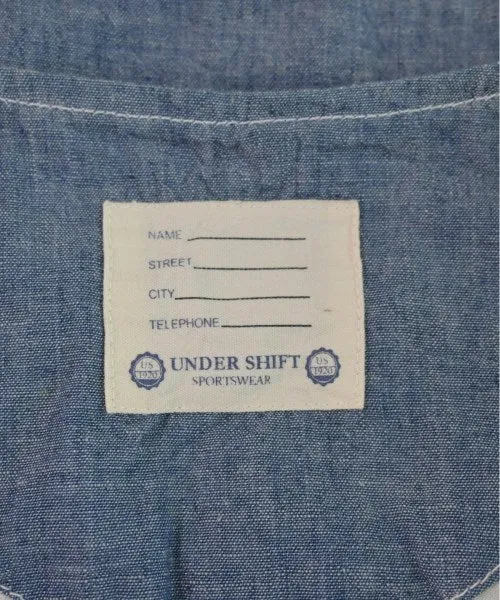 NAME
STREET
CITY
TELEPHONE
US 1920 UNDER SHIFT US 1920
SPORTSWEAR